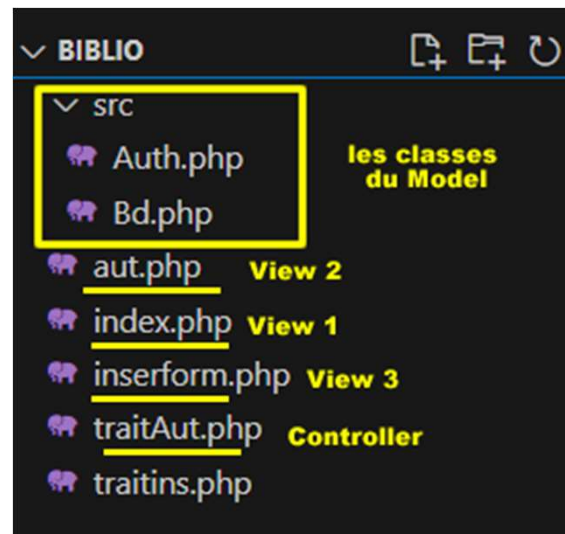 BIBLIO
src
Auth.php
les classes
du Model
Bd.php
aut.php View 2
index.php View 1
inserform.php View 3
traitAut.php Controller
traitins.php